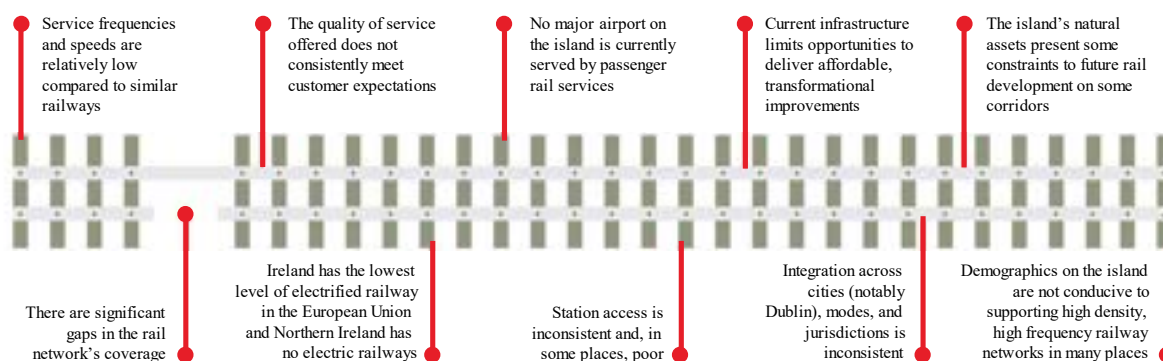 Service frequencies
and speeds are
relatively low
compared to similar
railways
The quality of service
offered does not
consistently meet
customer expectations
No major airport on
the island is currently
served by passenger
rail services
Current infrastructure
limits opportunities to
deliver affordable,
transformational
improvements
The island's natural
assets present some
constraints to future rail
development on some
corridors
There are significant
gaps in the rail
network's coverage
Ireland has the lowest
level of electrified railway
in the European Union
and Northern Ireland has
no electric railways
Station access is
inconsistent and, in
some places, poor
Integration across
cities (notably
Dublin), modes, and
jurisdictions is
inconsistent
Demographics on the island
are not conducive to
supporting high density,
high frequency railway
networks in many places